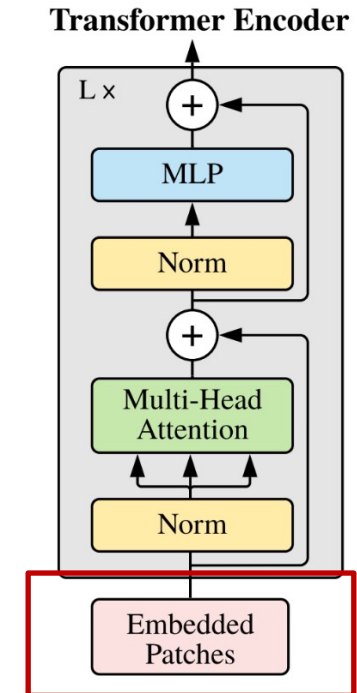 Transformer Encoder
L ×
+
MLP
Norm
+
Multi-Head
Attention
Norm
Embedded
Patches